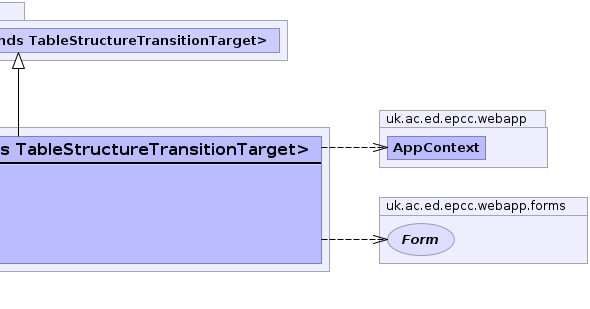 nds TableStructureTransitionTarget>
uk.ac.ed.epcc.webapp
s TableStructureTransitionTarget>
AppContext
uk.ac.ed.epcc.webapp.forms
Form